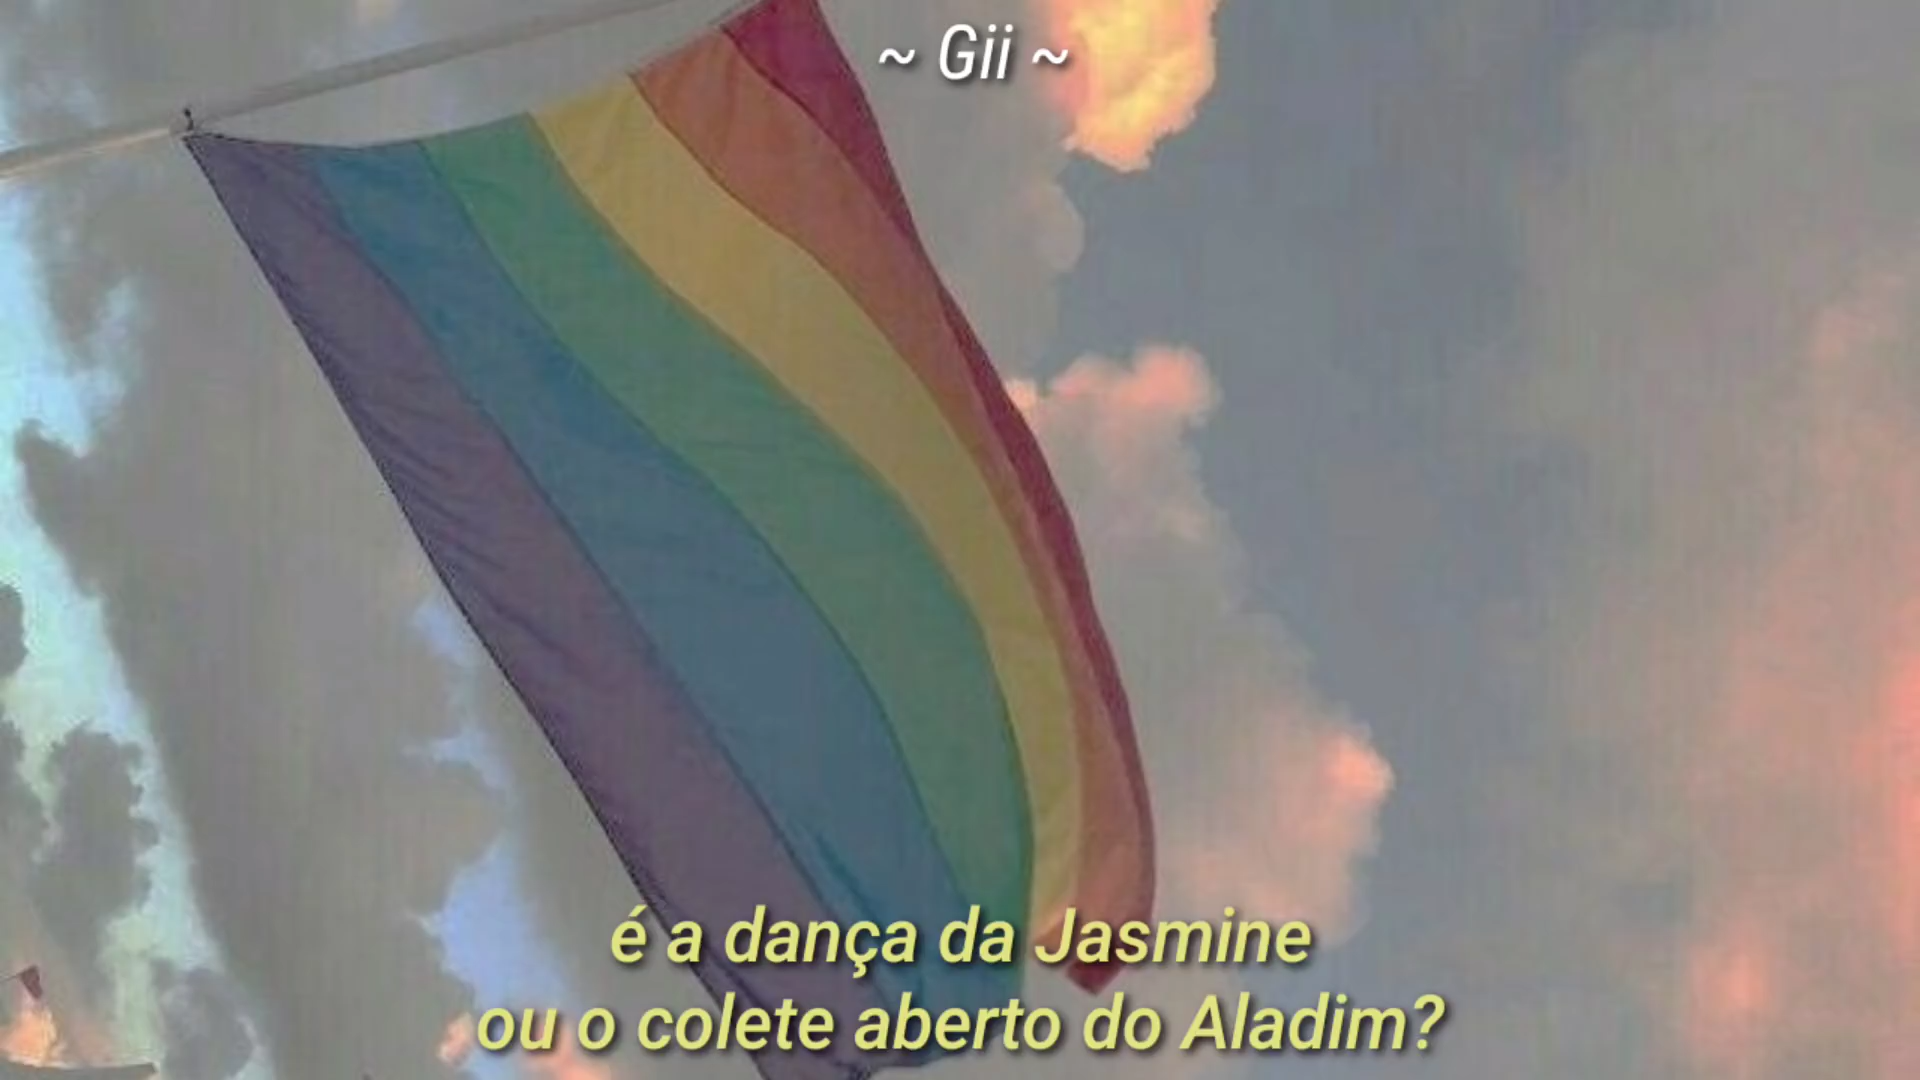 ~ Gii ~
é a dança da Jasmine
ou o colete aberto do Aladim?